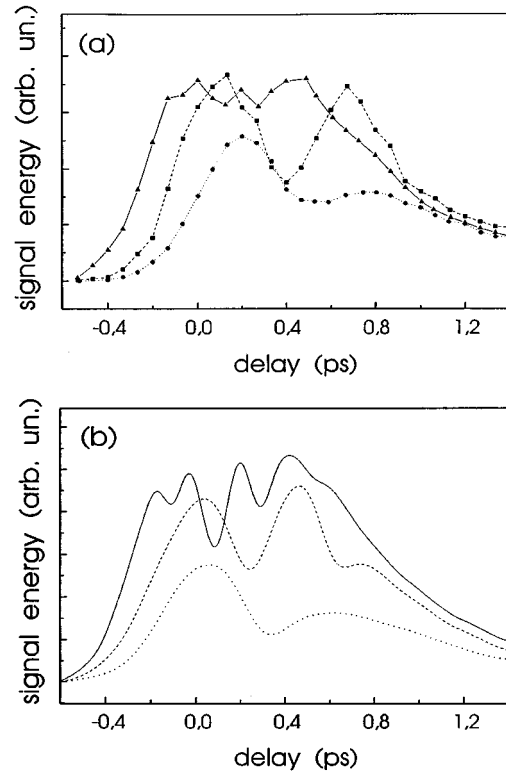 (a)
signal energy (arb. un.)
-0,4 0,0 0,4 0,8 1,2
delay (ps)
(b)
signal energy (arb. un.)
-0,4 0,0 0,4 0,8 1,2
delay (ps)